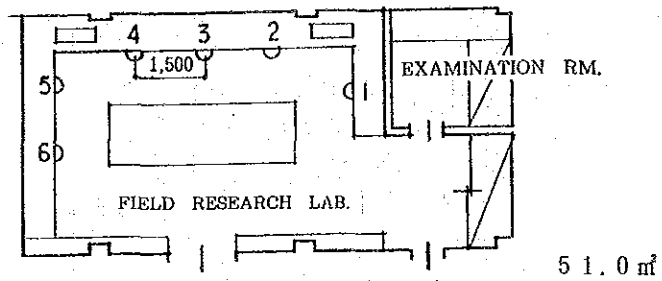 4 3 2
1,500
EXAMINATION RM.
5
1
6
FIELD RESEARCH LAB.
51.0㎡